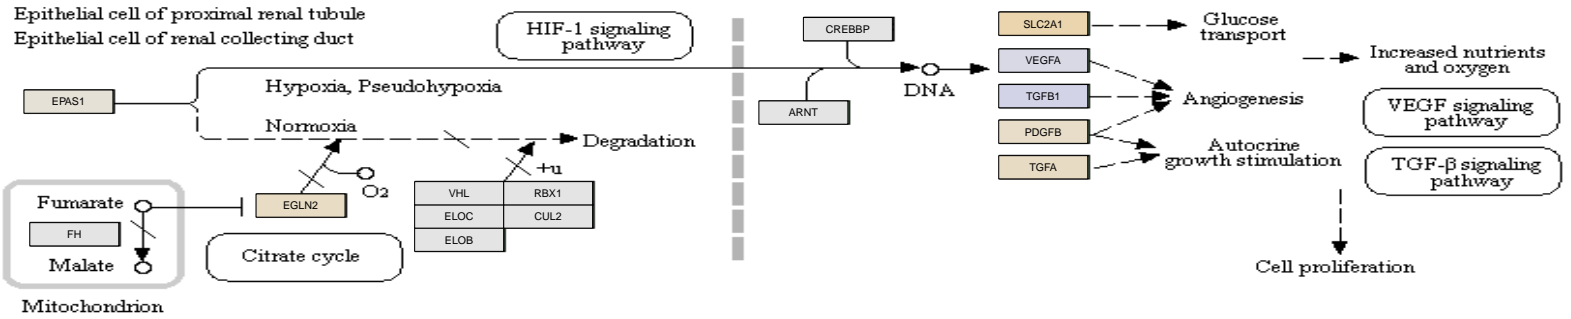 Epithelial cell of proximal renal tubule
Epithelial cell of renal collecting duct
HIF-1 signaling
pathway
CREBBP
SLC2A1
Glucose
transport
EPAS1
Hypoxia, Pseudohypoxia
DNA
VEGFA
Increased nutrients
and oxygen
ARNT
TGFB1
Angiogenesis
VEGF signaling
pathway
Normoxia
Degradation
PDGFB
Autocrine
growth stimulation
TGFA
TGF-β signaling
pathway
O2
+u
Fumarate
EGLN2
VHL
RBX1
ELOC
CUL2
ELOB
FH
Malate
Citrate cycle
Cell proliferation
Mitochondrion